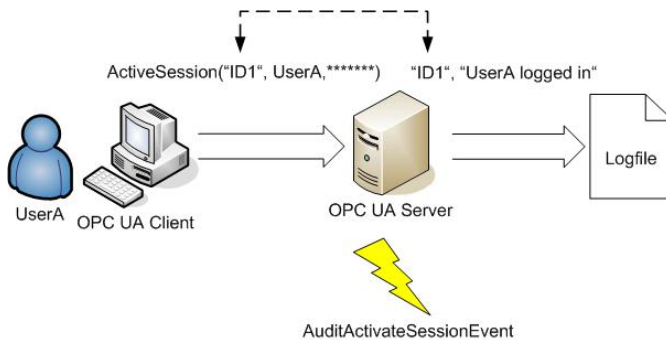 ActiveSession(“ID1“, UserA,*******)
“ID1“, “UserA logged in“
Logfile
UserA
OPC UA Client
OPC UA Server
AuditActivateSessionEvent